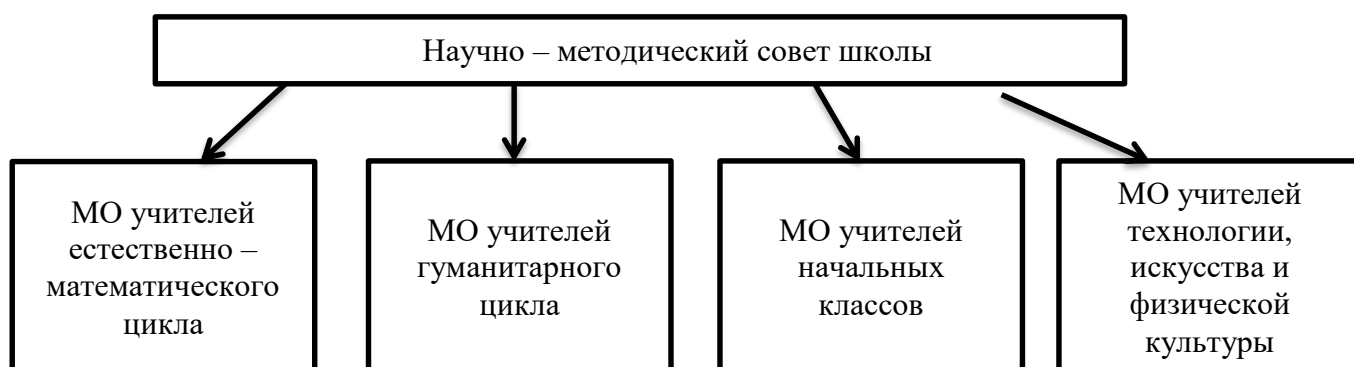 Научно – методический совет школы
МО учителей
естественно –
математического
цикла
МО учителей
гуманитарного
цикла
МО учителей
начальных
классов
МО учителей
технологии,
искусства и
физической
культуры